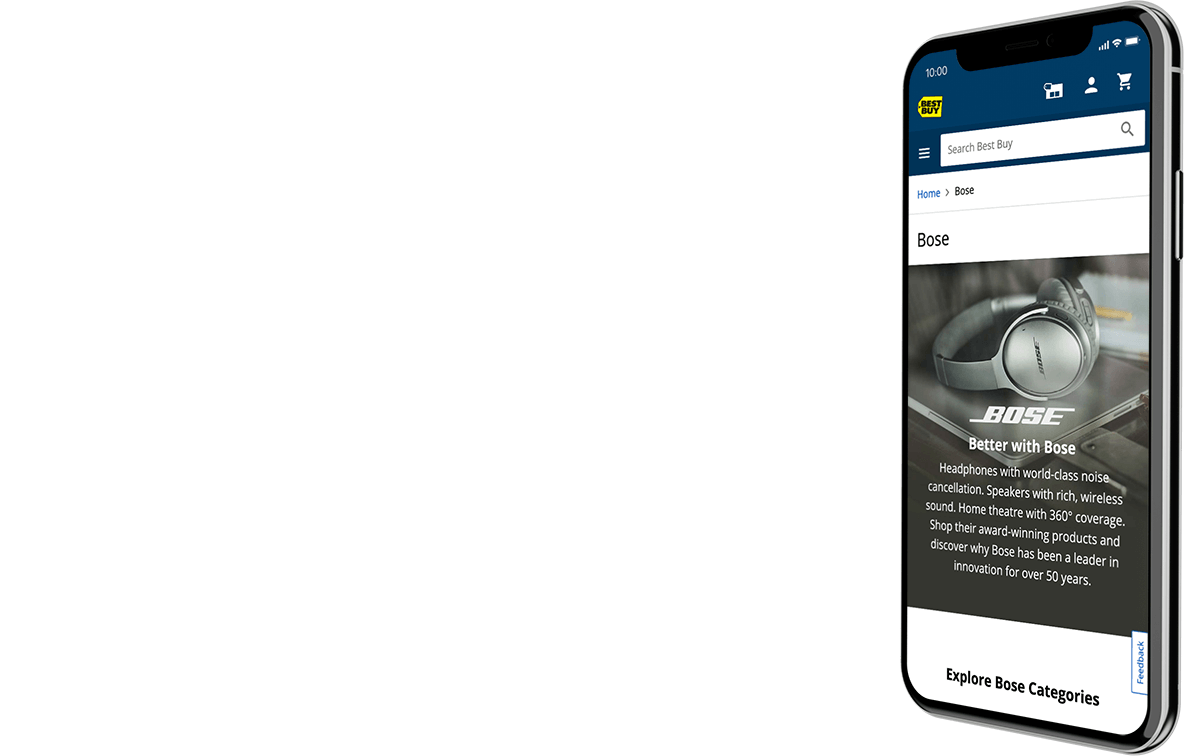 10:00
BEST
BUY
Search Best Buy
Home > Bose
Bose
BOSE
BOSE
Better with Bose
Headphones with world-class noise
cancellation. Speakers with rich, wireless
sound. Home theatre with 360° coverage.
Shop their award-winning products and
discover why Bose has been a leader in
innovation for over 50 years.
Feedback
Explore Bose Categories